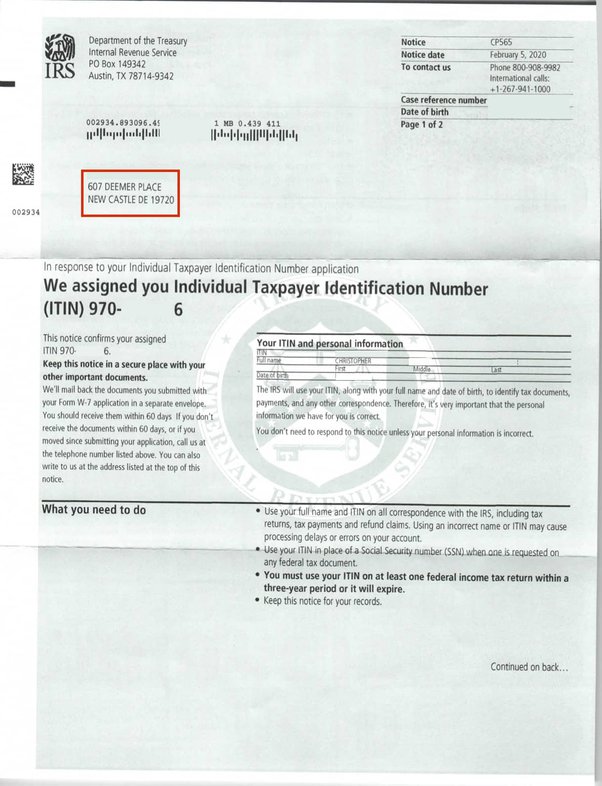 IRS
Department of the Treasury
Internal Revenue Service
PO Box 149342
Austin, TX 78714-9342
Notice CP565
Notice date February 5, 2020
To contact us Phone 800-908-9982
International calls:
+1-267-941-1000
Case reference number
Date of birth
Page 1 of 2
002934.893096.
1 MB 0.439 411
002934
607 DEEMER PLACE
NEW CASTLE DE 19720
In response to your Individual Taxpayer Identification Number application
We assigned you Individual Taxpayer Identification Number
(ITIN) 970- 6
This notice confirms your assigned
ITIN 970- 6.
Keep this notice in a secure place with your
other important documents.
We'll mail back the documents you submitted with
your Form W-7 application in a separate envelope.
You should receive them within 60 days If you don't
receive the documents within 60 days, or if you
moved since submitting your application, call us at
the telephone number listed above. You can also
write to us at the address listed at the top of this
notice.
Your ITIN and personal information
ITIN
Full name CHRISTOPHER
First Middle Last
Date of birth
The IRS will use your ITIN, along with your full name and date of birth, to identify tax documents,
payments, and any other correspondence. Therefore, it's very important that the personal
information we have for you is correct.
You don't need to respond to this notice unless your personal information is incorrect.
TREASURY
INTERNAL REVENUE SERVICE
What you need to do
• Use your full name and ITIN on all correspondence with the IRS, including tax
returns, tax payments and refund claims. Using an incorrect name or ITIN may cause
processing delays or errors on your account.
• Use your ITIN in place of a Social Security number (SSN) when one is requested on
any federal tax document.
• You must use your ITIN on at least one federal income tax return within a
three-year period or it will expire.
• Keep this notice for your records.
Continued on back...